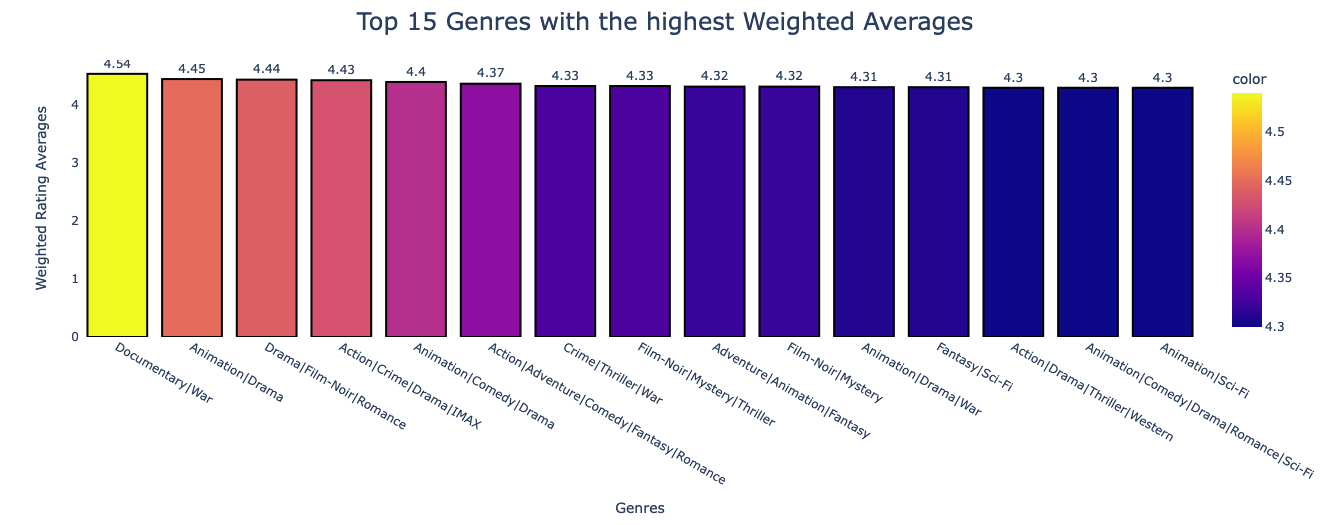 Top 15 Genres with the highest Weighted Averages
Weighted Rating Averages
4
3
2
1
0
4.54
4.45
4.44
4.43
4.4
4.37
4.33
4.33
4.32
4.32
4.31
4.31
4.3
4.3
4.3
Documentary|War
Animation|Drama
Drama|Film-Noir|Romance
Action|Crime|Drama|IMAX
Animation|Comedy|Drama
Action|Adventure|Comedy|Fantasy|Romance
Crime|Thriller|War
Film-Noir|Mystery|Thriller
Adventure|Animation|Fantasy
Film-Noir|Mystery
Animation|Drama|War
Fantasy|Sci-Fi
Action|Drama|Thriller|Western
Animation|Comedy|Drama|Romance|Sci-Fi
Animation|Sci-Fi
Genres
color
4.5
4.45
4.4
4.35
4.3